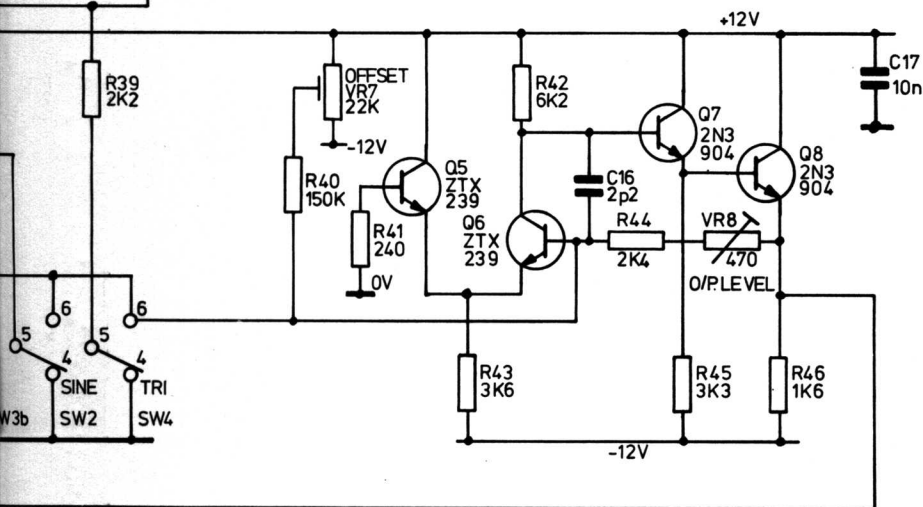 +12V
R39
2K2
OFFSET
VR7
22K
-12V
R40
150K
R41
240
0V
Q5
ZTX
239
R42
6K2
Q6
ZTX
239
C16
2p2
Q7
2N3
904
Q8
2N3
904
C17
10n
R44
2K4
VR8
470
O/P.LEVEL
6
6
5
4
5
4
SINE
TRI
W3b
SW2
SW4
R43
3K6
R45
3K3
R46
1K6
-12V